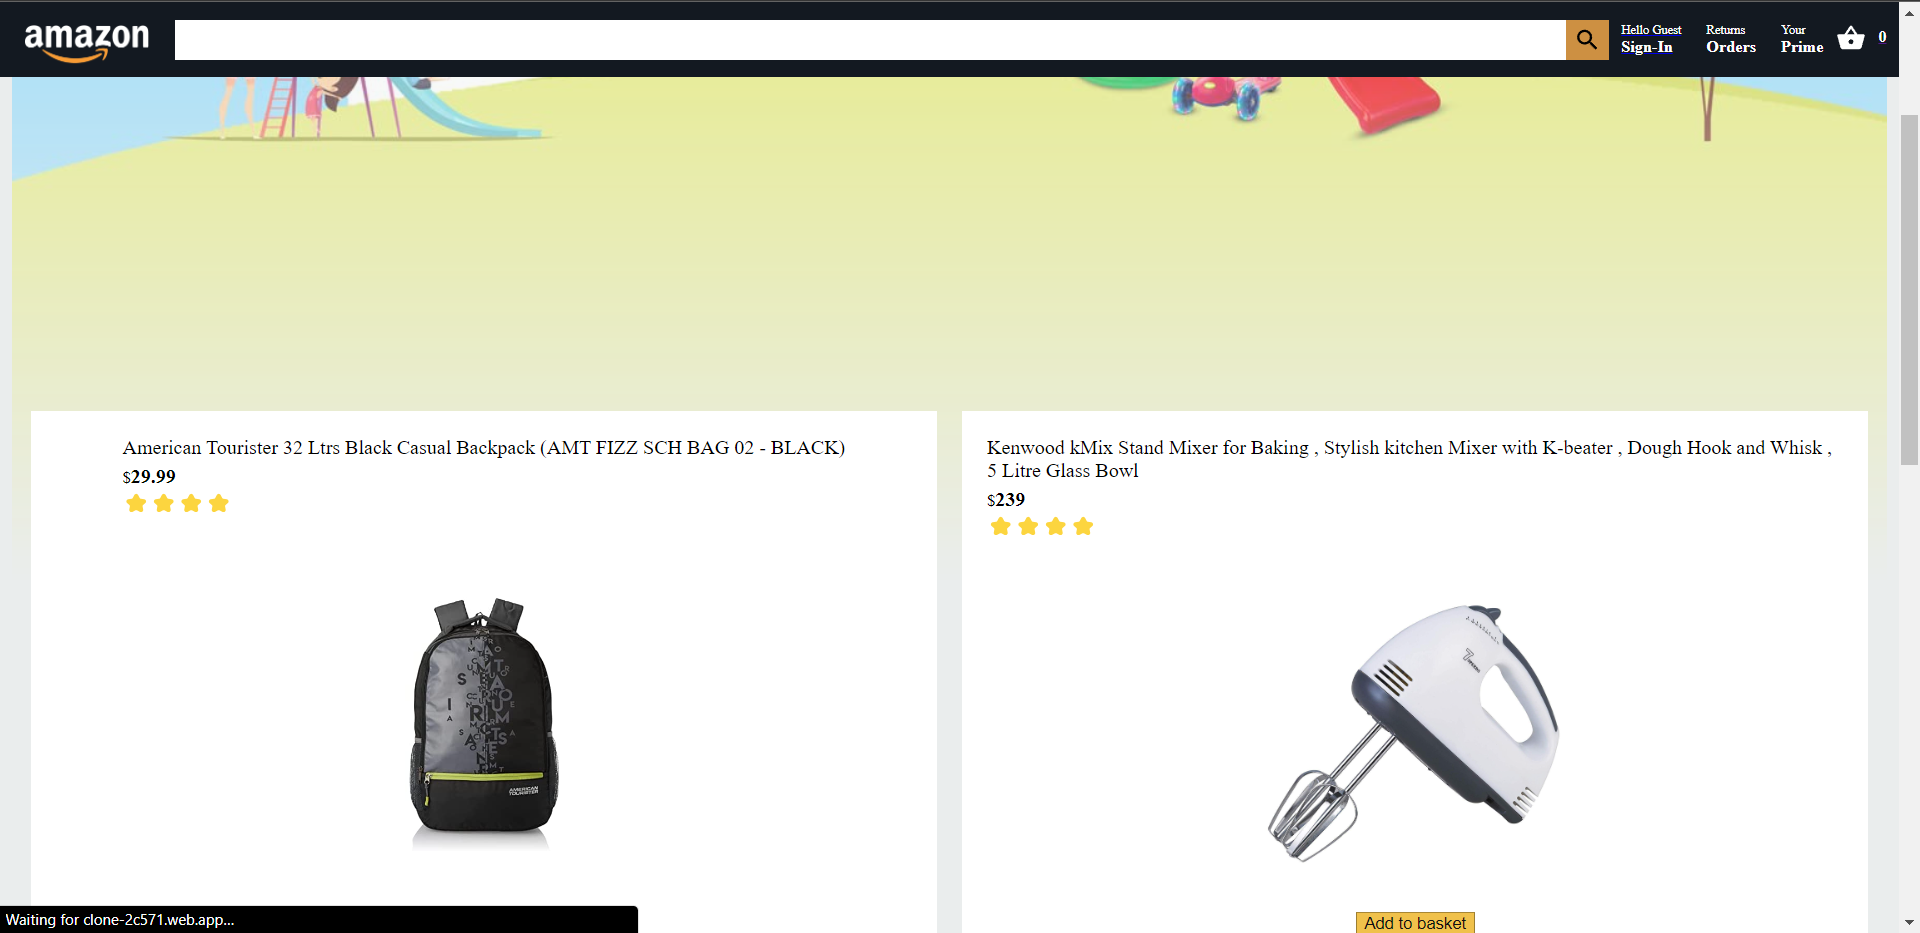 amazon
Hello Guest
Sign-In
Returns
Orders
Your
Prime
0
American Tourister 32 Ltrs Black Casual Backpack (AMT FIZZ SCH BAG 02 - BLACK)
$29.99
Kenwood kMix Stand Mixer for Baking , Stylish kitchen Mixer with K-beater , Dough Hook and Whisk ,
5 Litre Glass Bowl
$239
AMERICAN
TOURISTER
Add to basket
Waiting for clone-2c571.web.app...